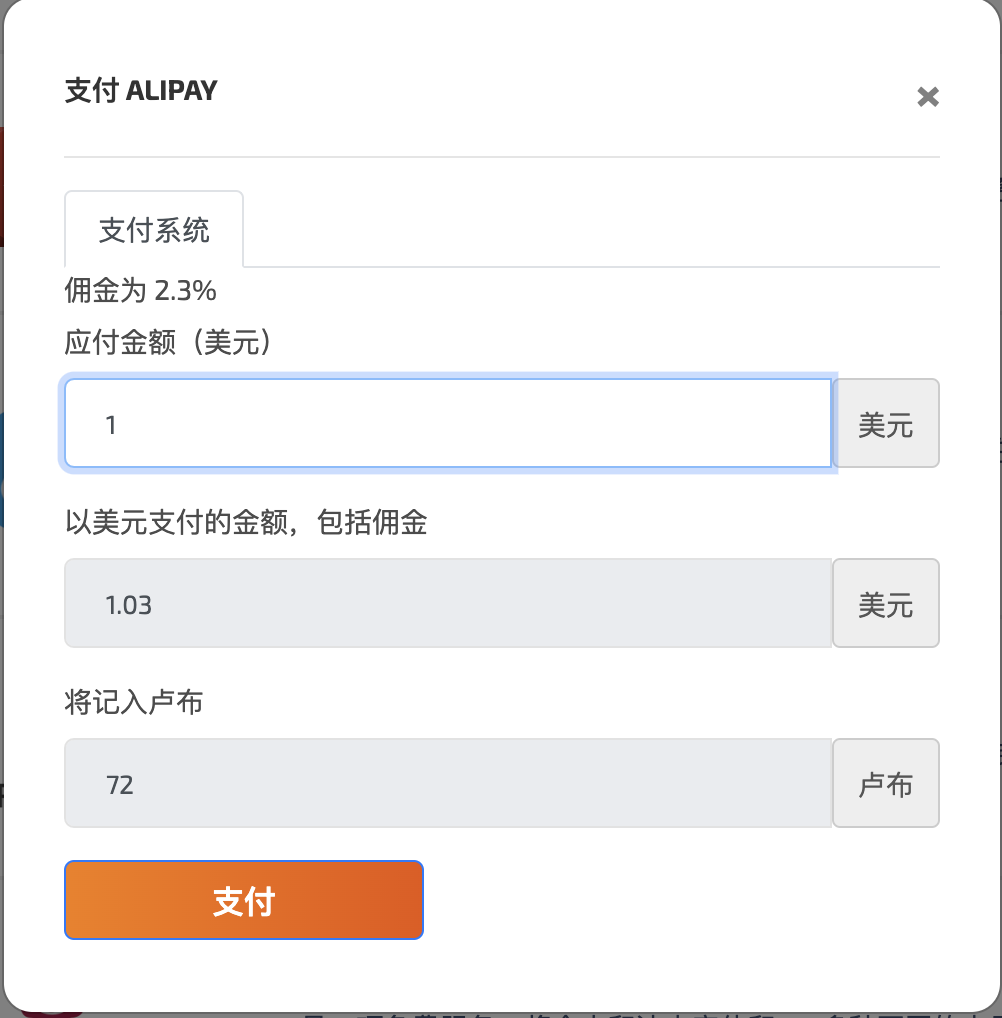 支付 ALIPAY
支付系统
佣金为 2.3%
应付金额（美元）
1
美元
以美元支付的金额，包括佣金
1.03
美元
将记入卢布
72
卢布
支付